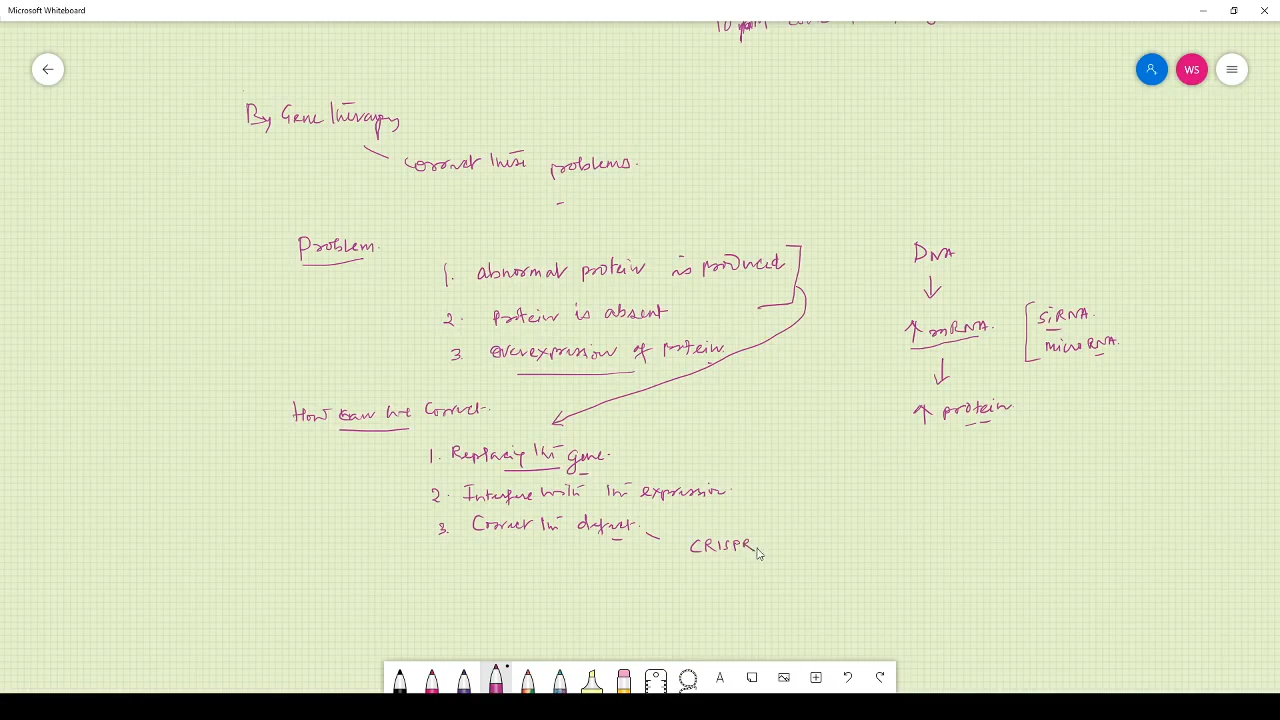 Microsoft Whiteboard
WS
By Gene Therapy
Correct these problems.
Problem.
1. abnormal protein is produced
2. protein is absent
3. Overexpression of protein
How can we Correct.
1. Replacing the gene.
2. Interfere with the expression.
3. Correct the defect.
CRISPR
DNA
↓
↑ mRNA.
siRNA.
microRNA.
↓
↑ protein.
A